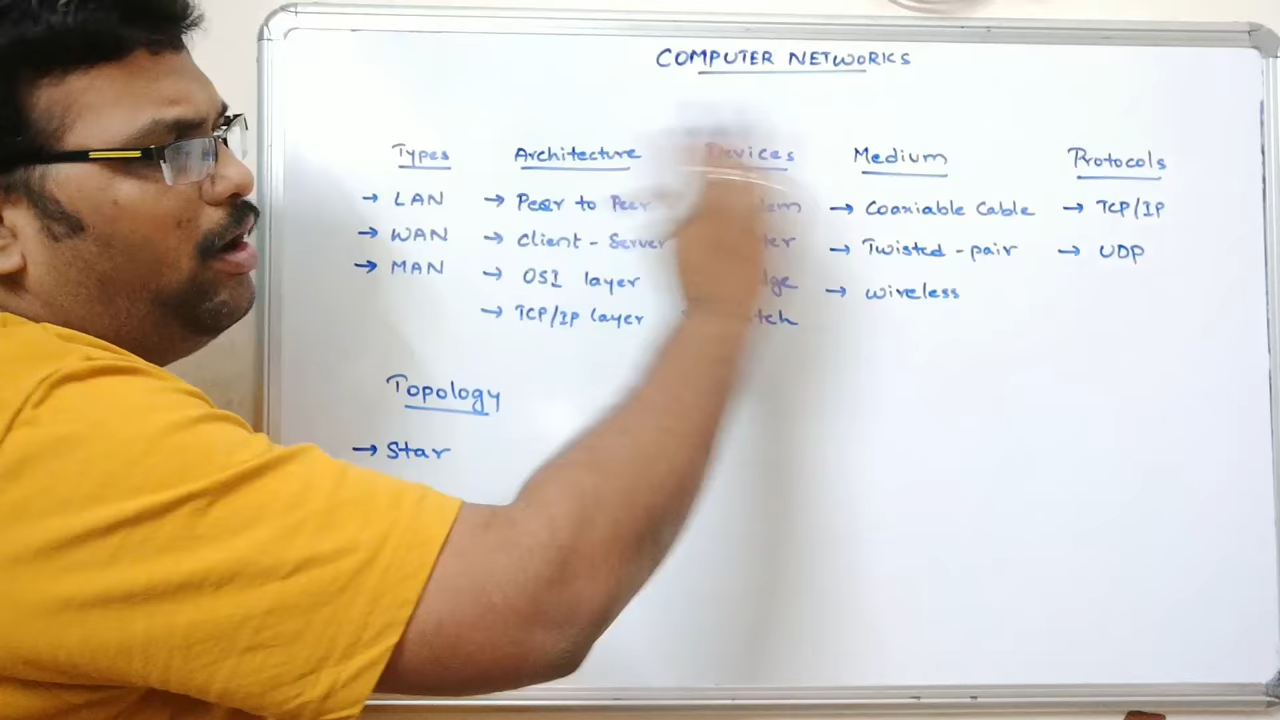 COMPUTER NETWORKS
Types Architecture Devices Medium Protocols
→ LAN → Peer to Peer → Coaxiable Cable → TCP/IP
→ WAN → Client - Server → Twisted - pair → UDP
→ MAN → OSI layer → wireless
→ TCP/IP layer
Topology
→ Star